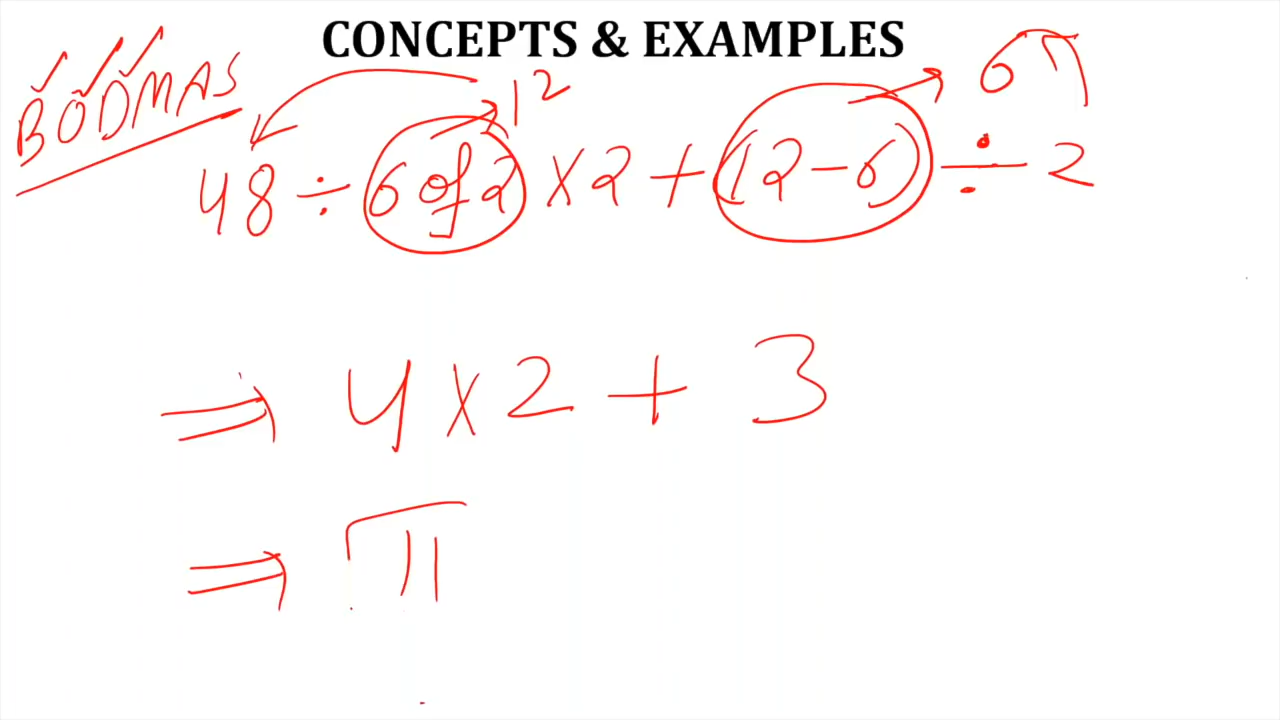 CONCEPTS & EXAMPLES
BODMAS
12
6
48 ÷ 6 of 2 × 2 + (12 - 6) ÷ 2
⇒ 4 × 2 + 3
⇒ 11